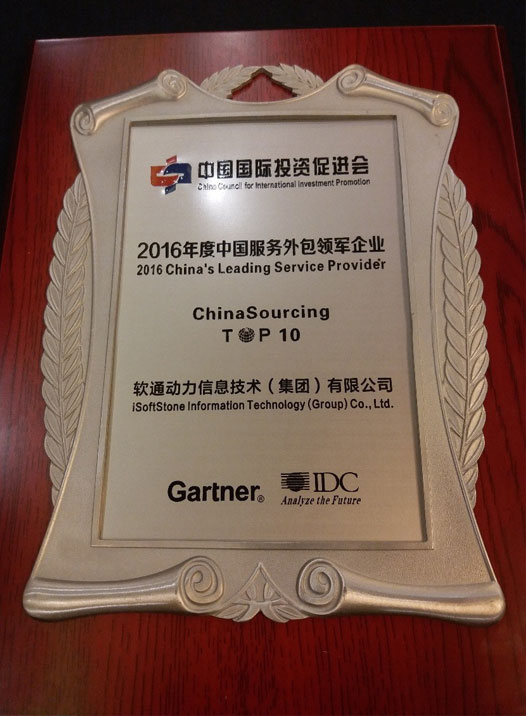 中国国际投资促进会
China Council for International Investment Promotion
2016年度中国服务外包领军企业
2016 China's Leading Service Provider
ChinaSourcing
TOP 10
软通动力信息技术（集团）有限公司
iSoftStone Information Technology (Group) Co., Ltd.
Gartner®
IDC
Analyze the Future